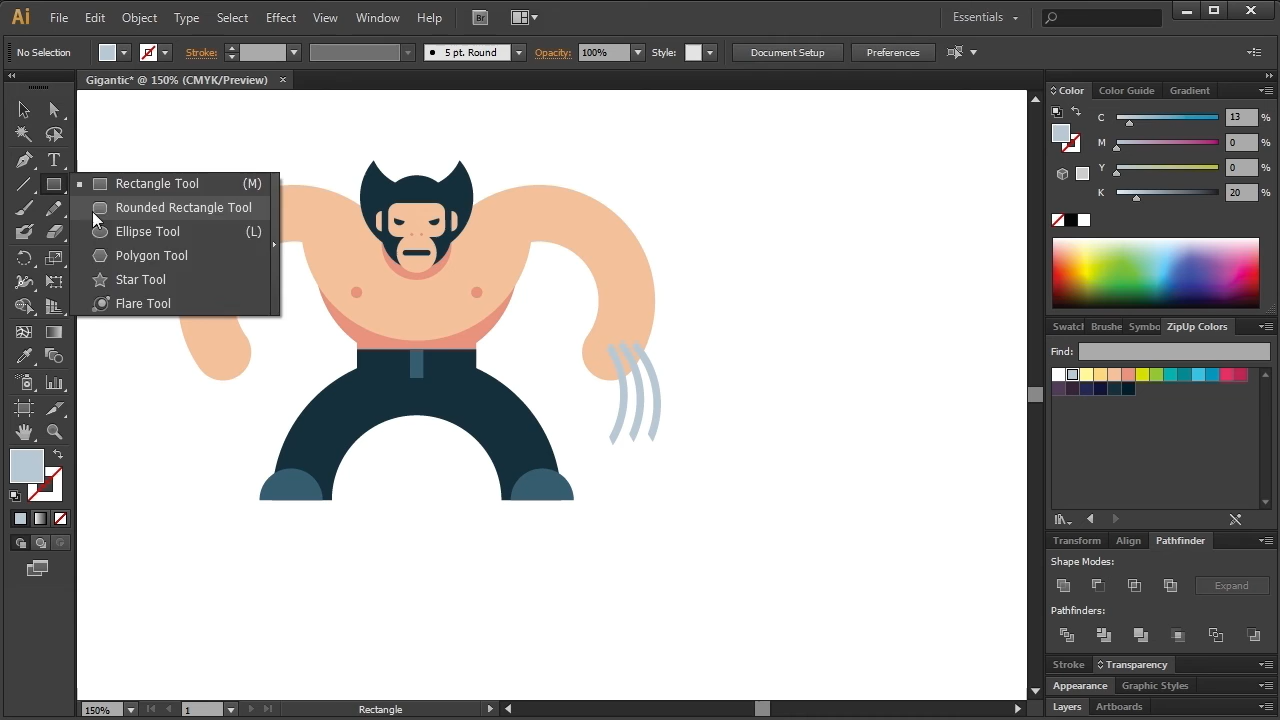 Ai File Edit Object Type Select Effect View Window Help Br Essentials
No Selection Stroke: 5 pt. Round Opacity: 100% Style: Document Setup Preferences
Gigantic* @ 150% (CMYK/Preview)
Color Color Guide Gradient
C 13 %
M 0 %
Y 0 %
K 20 %
Rectangle Tool (M)
Rounded Rectangle Tool
Ellipse Tool (L)
Polygon Tool
Star Tool
Flare Tool
Swatcl Brushe Symbo ZipUp Colors
Find:
Transform Align Pathfinder
Shape Modes:
Expand
Pathfinders:
Stroke Transparency
Appearance Graphic Styles
Layers Artboards
150% 1 Rectangle